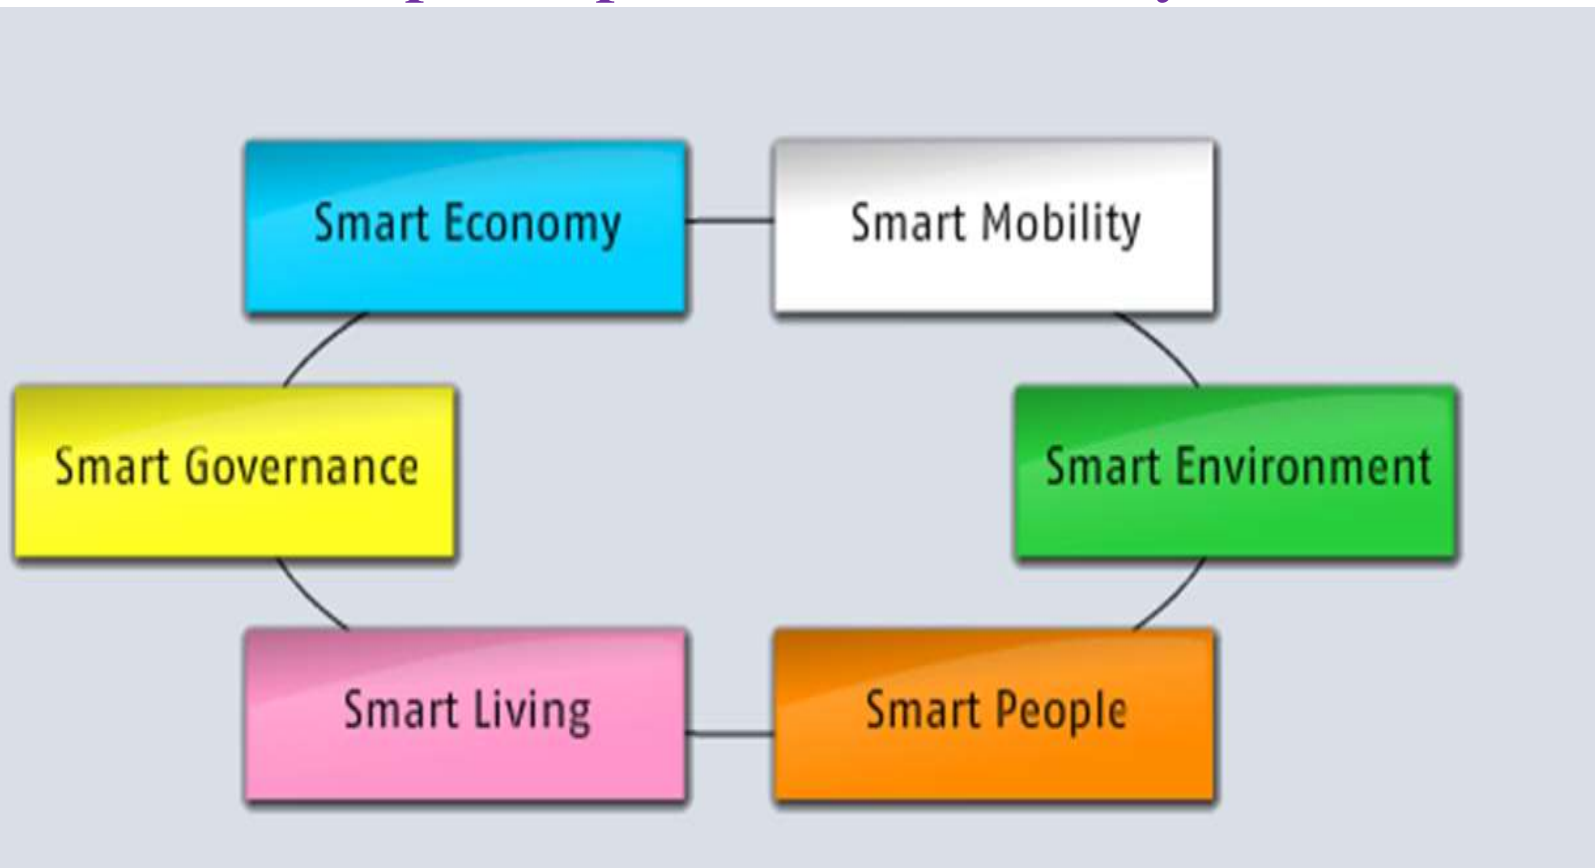 Smart Economy
Smart Mobility
Smart Governance
Smart Environment
Smart Living
Smart People